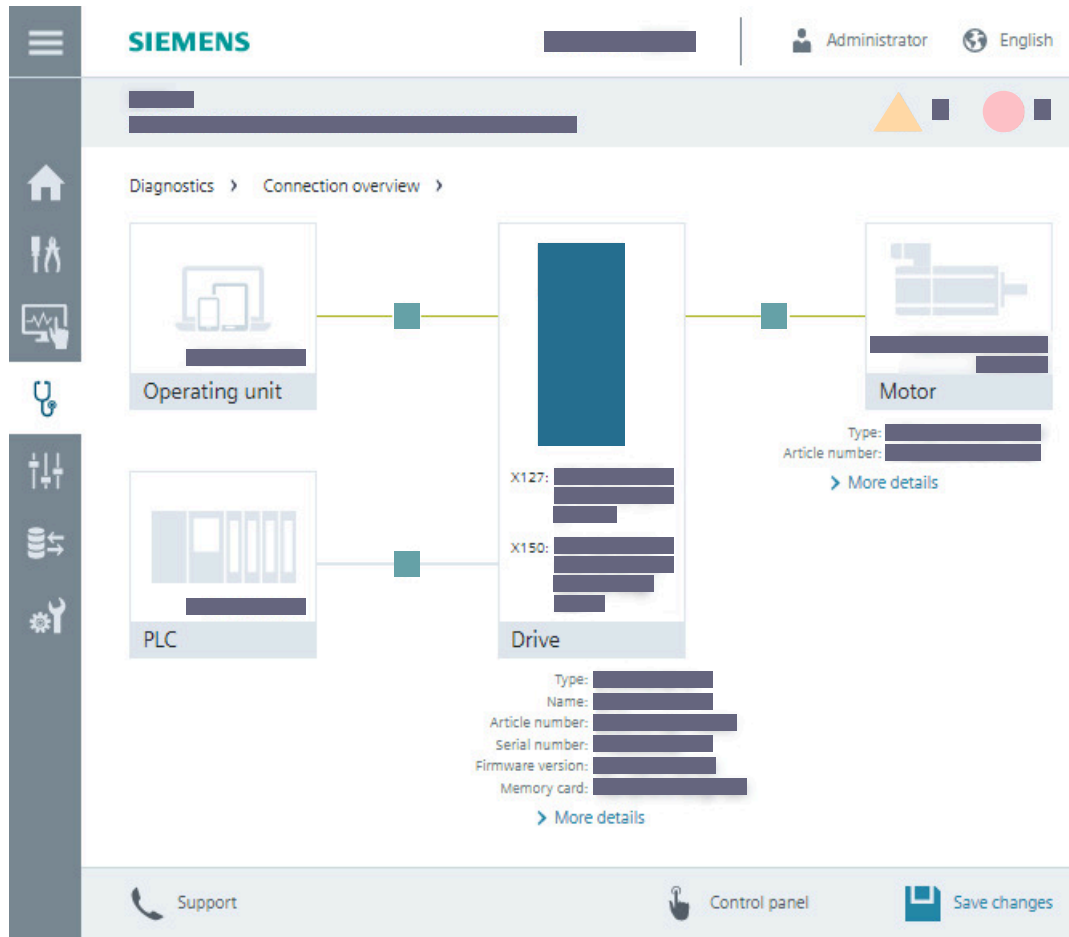 SIEMENS
Administrator
English
Diagnostics
Connection overview
Operating unit
Motor
Type:
Article number:
More details
X127:
X150:
PLC
Drive
Type:
Name:
Article number:
Serial number:
Firmware version:
Memory card:
More details
Support
Control panel
Save changes